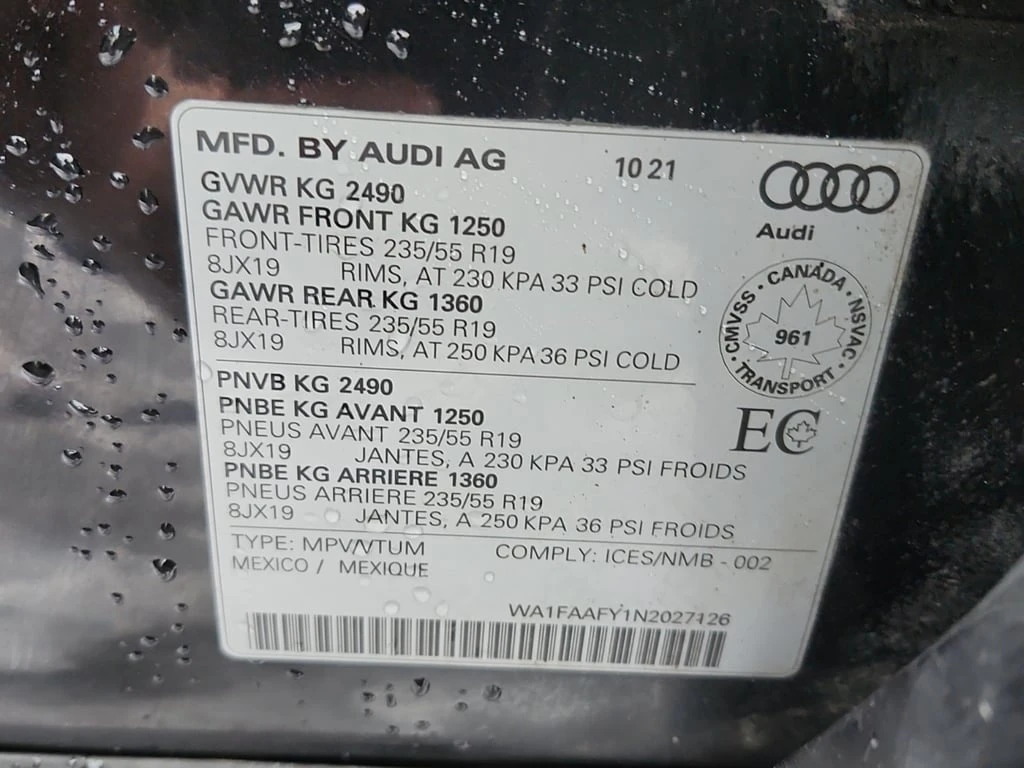 MFD. BY AUDI AG 10 21
Audi
GVWR KG 2490
GAWR FRONT KG 1250
FRONT-TIRES 235/55 R19
8JX19 RIMS, AT 230 KPA 33 PSI COLD
GAWR REAR KG 1360
REAR-TIRES 235/55 R19
8JX19 RIMS, AT 250 KPA 36 PSI COLD
CANADA · NSVAC · TRANSPORT · CMVSS ·
961
PNVB KG 2490
PNBE KG AVANT 1250
PNEUS AVANT 235/55 R19
8JX19 JANTES, A 230 KPA 33 PSI FROIDS
PNBE KG ARRIERE 1360
PNEUS ARRIERE 235/55 R19
8JX19 JANTES, A 250 KPA 36 PSI FROIDS
EC
TYPE: MPV/VTUM COMPLY: ICES/NMB - 002
MEXICO / MEXIQUE
WA1FAAFY1N2027126